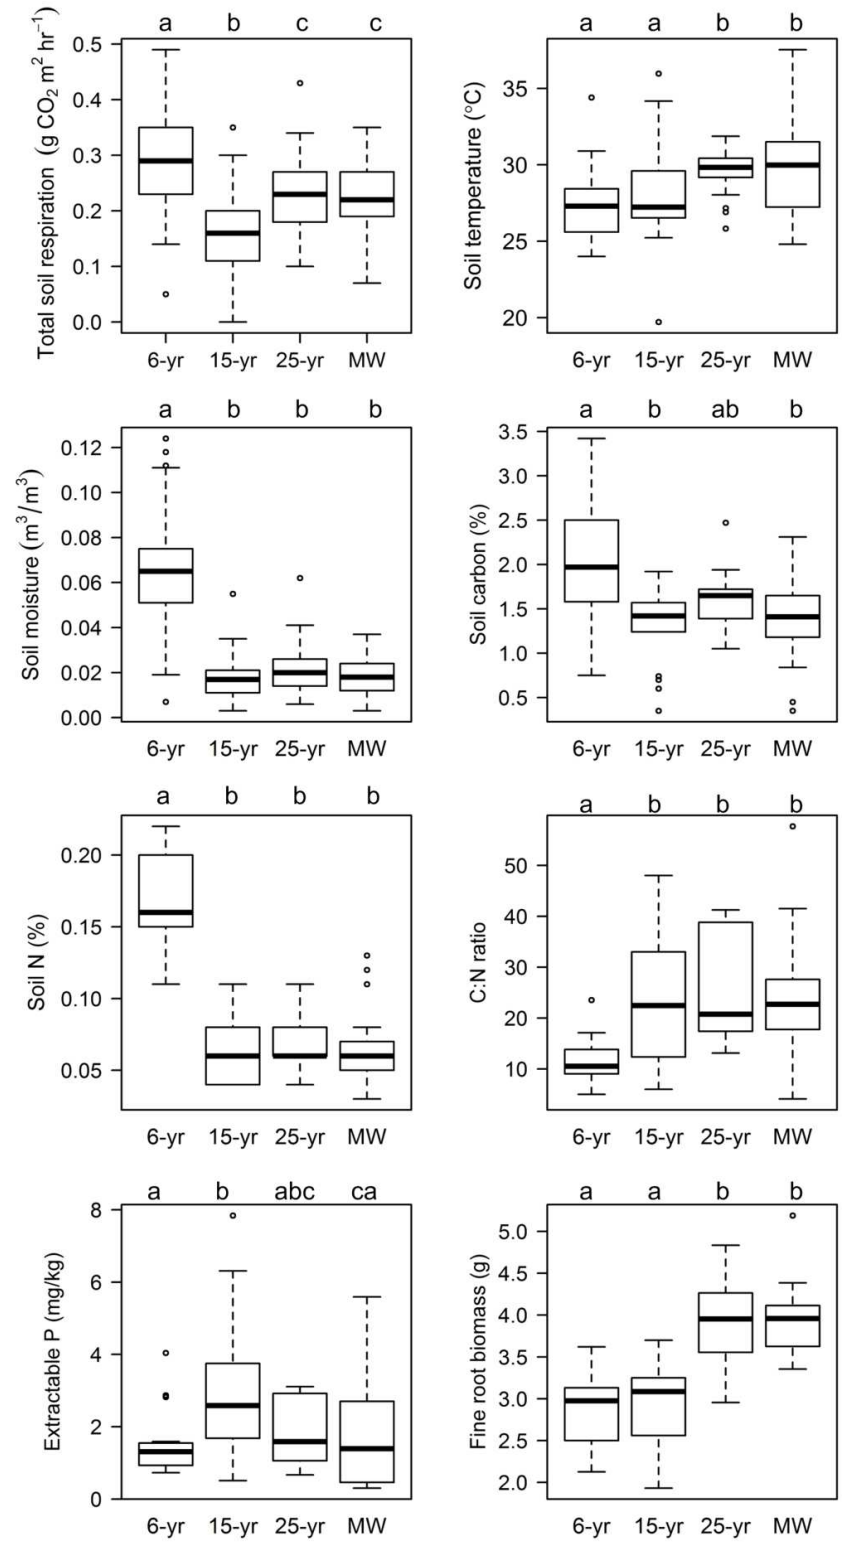 a b c c
Total soil respiration (g CO₂ m² hr⁻¹)
0.5
0.4
0.3
0.2
0.1
0.0
6-yr 15-yr 25-yr MW
a a b b
Soil temperature (°C)
35
30
25
20
6-yr 15-yr 25-yr MW
a b b b
Soil moisture (m³/m³)
0.12
0.10
0.08
0.06
0.04
0.02
0.00
6-yr 15-yr 25-yr MW
a b ab b
Soil carbon (%)
3.5
3.0
2.5
2.0
1.5
1.0
0.5
6-yr 15-yr 25-yr MW
a b b b
Soil N (%)
0.20
0.15
0.10
0.05
6-yr 15-yr 25-yr MW
a b b b
C:N ratio
50
40
30
20
10
6-yr 15-yr 25-yr MW
a b abc ca
Extractable P (mg/kg)
8
6
4
2
0
6-yr 15-yr 25-yr MW
a a b b
Fine root biomass (g)
5.0
4.5
4.0
3.5
3.0
2.5
2.0
6-yr 15-yr 25-yr MW